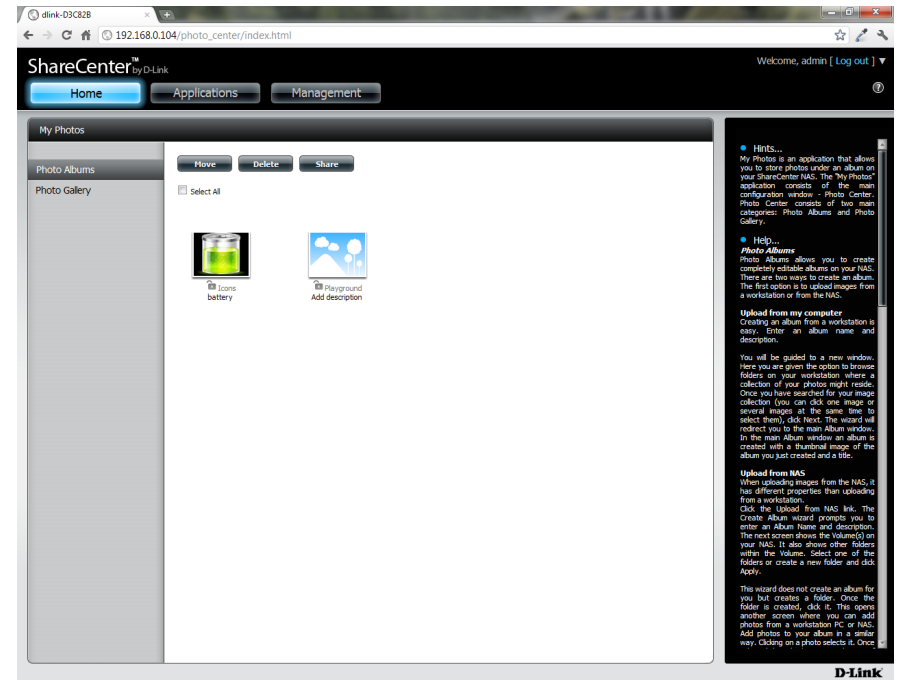 dlink-D3C82B
192.168.0.104/photo_center/index.html
ShareCenter™ by D-Link
Welcome, admin [ Log out ] ▼
Home Applications Management
My Photos
Photo Albums
Photo Gallery
Move Delete Share
Select All
Icons
battery
Playground
Add description
Hints...
My Photos is an application that allows
you to store photos under an album on
your ShareCenter NAS. The "My Photos"
application consists of the main
configuration window - Photo Center.
Photo Center consists of two main
categories: Photo Albums and Photo
Gallery.
Help...
Photo Albums
Photo Albums allows you to create
completely editable albums on your NAS.
There are two ways to create an album.
The first option is to upload images from
a workstation or from the NAS.
Upload from my computer
Creating an album from a workstation is
easy. Enter an album name and
description.
You will be guided to a new window.
Here you are given the option to browse
folders on your workstation where a
collection of your photos might reside.
Once you have searched for your image
collection (you can click one image or
several images at the same time to
select them), click Next. The wizard will
redirect you to the main Album window.
In the main Album window an album is
created with a thumbnail image of the
album you just created and a title.
Upload from NAS
When uploading images from the NAS, it
has different properties than uploading
from a workstation.
Click the Upload from NAS link. The
Create Album wizard prompts you to
enter an Album Name and description.
The next screen shows the Volume(s) on
your NAS. It also shows other folders
within the Volume. Select one of the
folders or create a new folder and click
Apply.
This wizard does not create an album for
you but creates a folder. Once the
folder is created, click it. This opens
another screen where you can add
photos from a workstation PC or NAS.
Add photos to your album in a similar
way. Clicking on a photo selects it. Once
D-Link